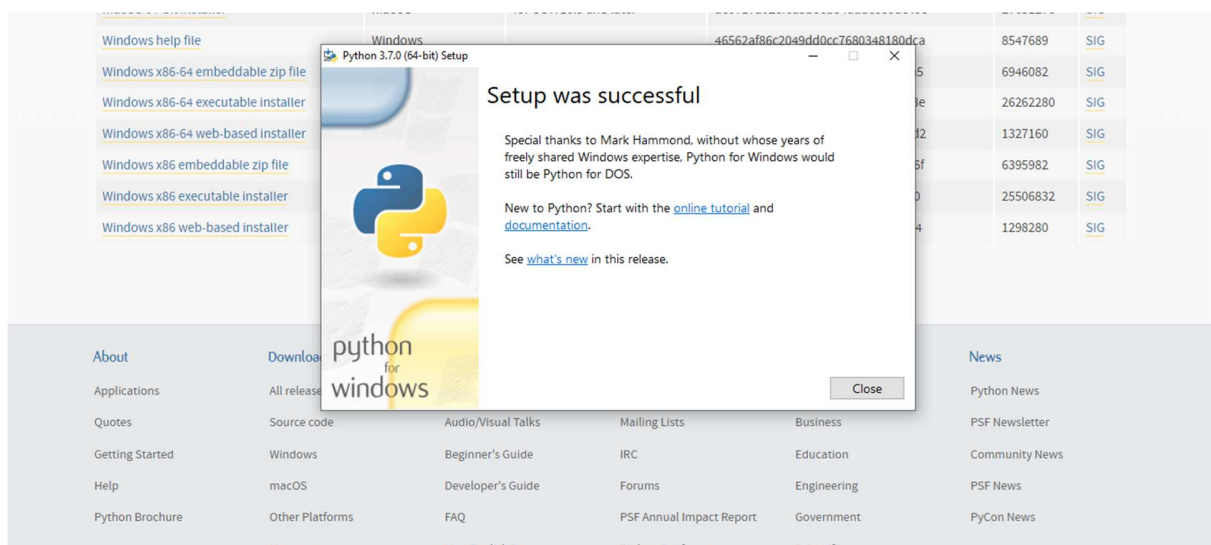 Windows help file Windows 46562af86c2049dd0cc7680348180dca 8547689 SIG
Python 3.7.0 (64-bit) Setup
Windows x86-64 embeddable zip file 6946082 SIG
Windows x86-64 executable installer 26262280 SIG
Windows x86-64 web-based installer 1327160 SIG
Windows x86 embeddable zip file 6395982 SIG
Windows x86 executable installer 25506832 SIG
Windows x86 web-based installer 1298280 SIG
Setup was successful
Special thanks to Mark Hammond, without whose years of
freely shared Windows expertise, Python for Windows would
still be Python for DOS.
New to Python? Start with the online tutorial and
documentation.
See what's new in this release.
python
for
windows
Close
About Downloa News
Applications All release Python News
Quotes Source code Audio/Visual Talks Mailing Lists Business PSF Newsletter
Getting Started Windows Beginner's Guide IRC Education Community News
Help macOS Developer's Guide Forums Engineering PSF News
Python Brochure Other Platforms FAQ PSF Annual Impact Report Government PyCon News